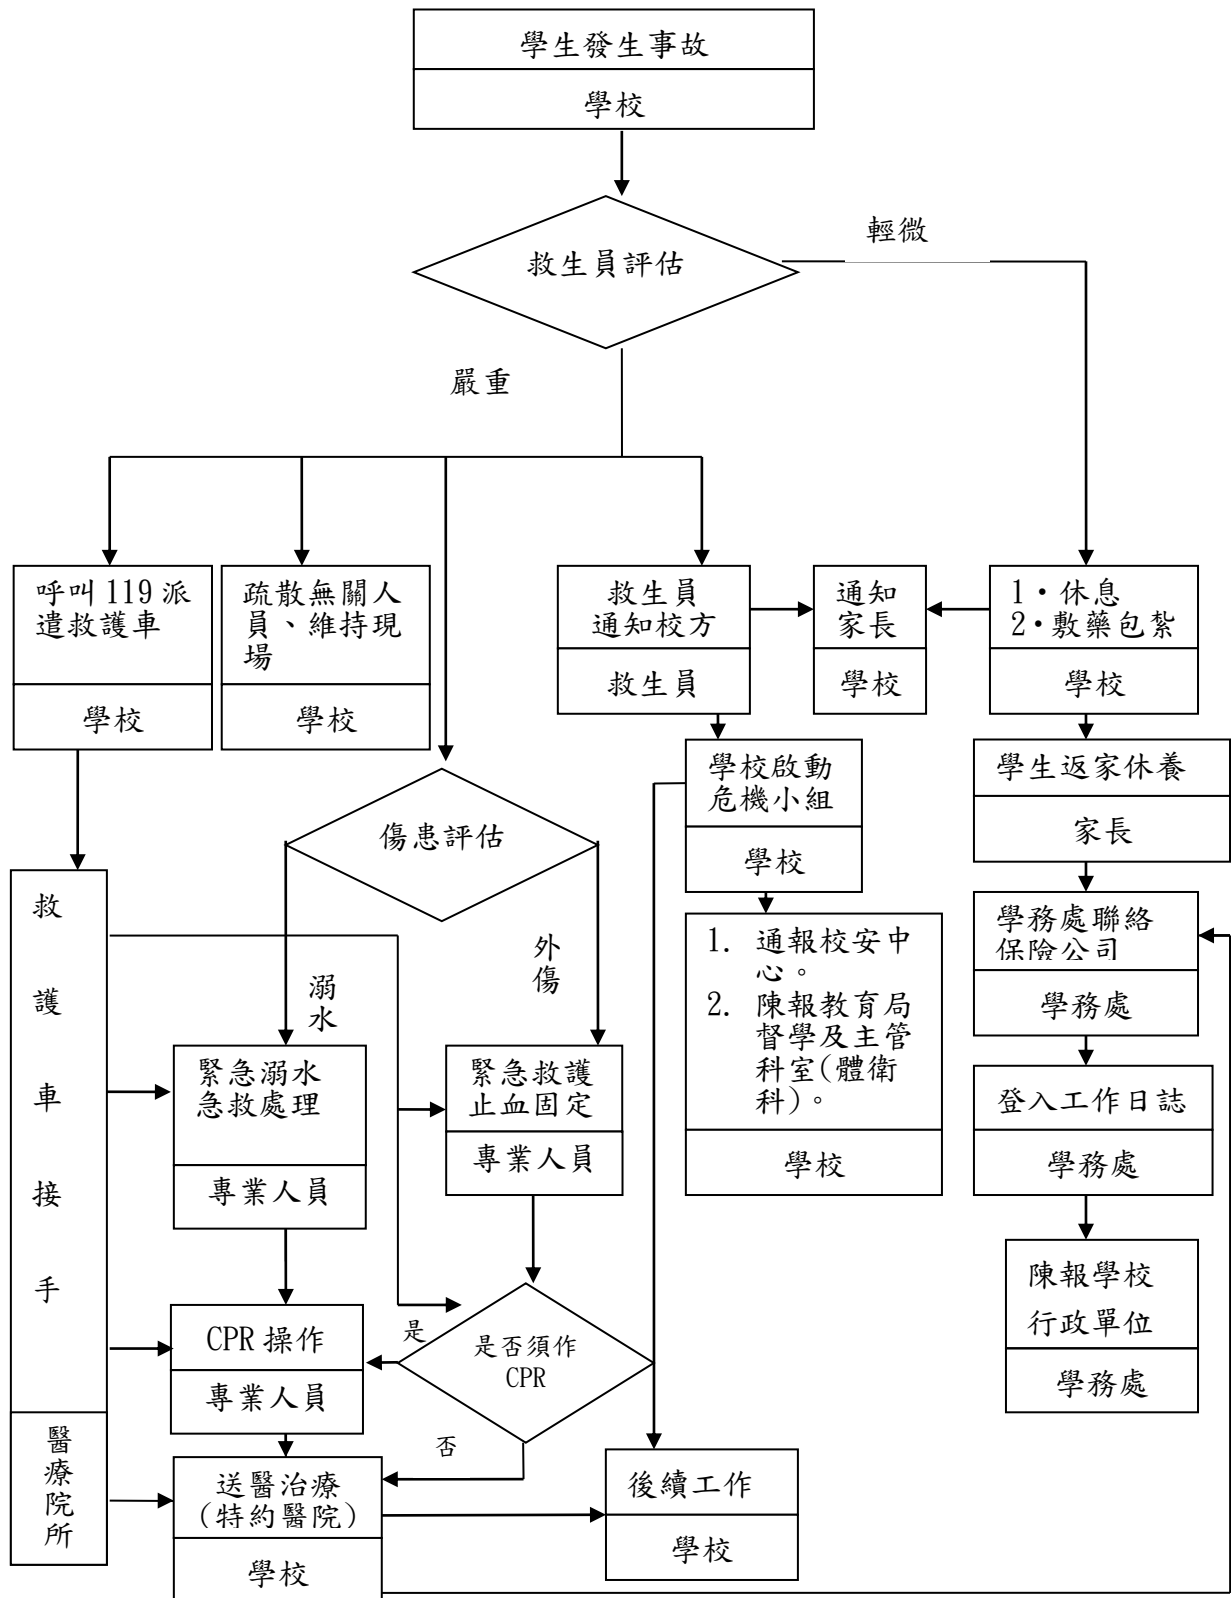 學生發生事故
學校
救生員評估
輕微
嚴重
呼叫 119 派
遣救護車
學校
疏散無關人
員、維持現
場
學校
救生員
通知校方
救生員
通知
家長
學校
1·休息
2·敷藥包紮
學校
學校啟動
危機小組
學校
學生返家休養
家長
傷患評估
溺水
外傷
救護車接手
醫療院所
緊急溺水
急救處理
專業人員
緊急救護
止血固定
專業人員
1. 通報校安中
心。
2. 陳報教育局
督學及主管
科室(體衛
科)。
學校
學務處聯絡
保險公司
學務處
登入工作日誌
學務處
陳報學校
行政單位
學務處
CPR 操作
專業人員
是
是否須作
CPR
否
送醫治療
(特約醫院)
學校
後續工作
學校